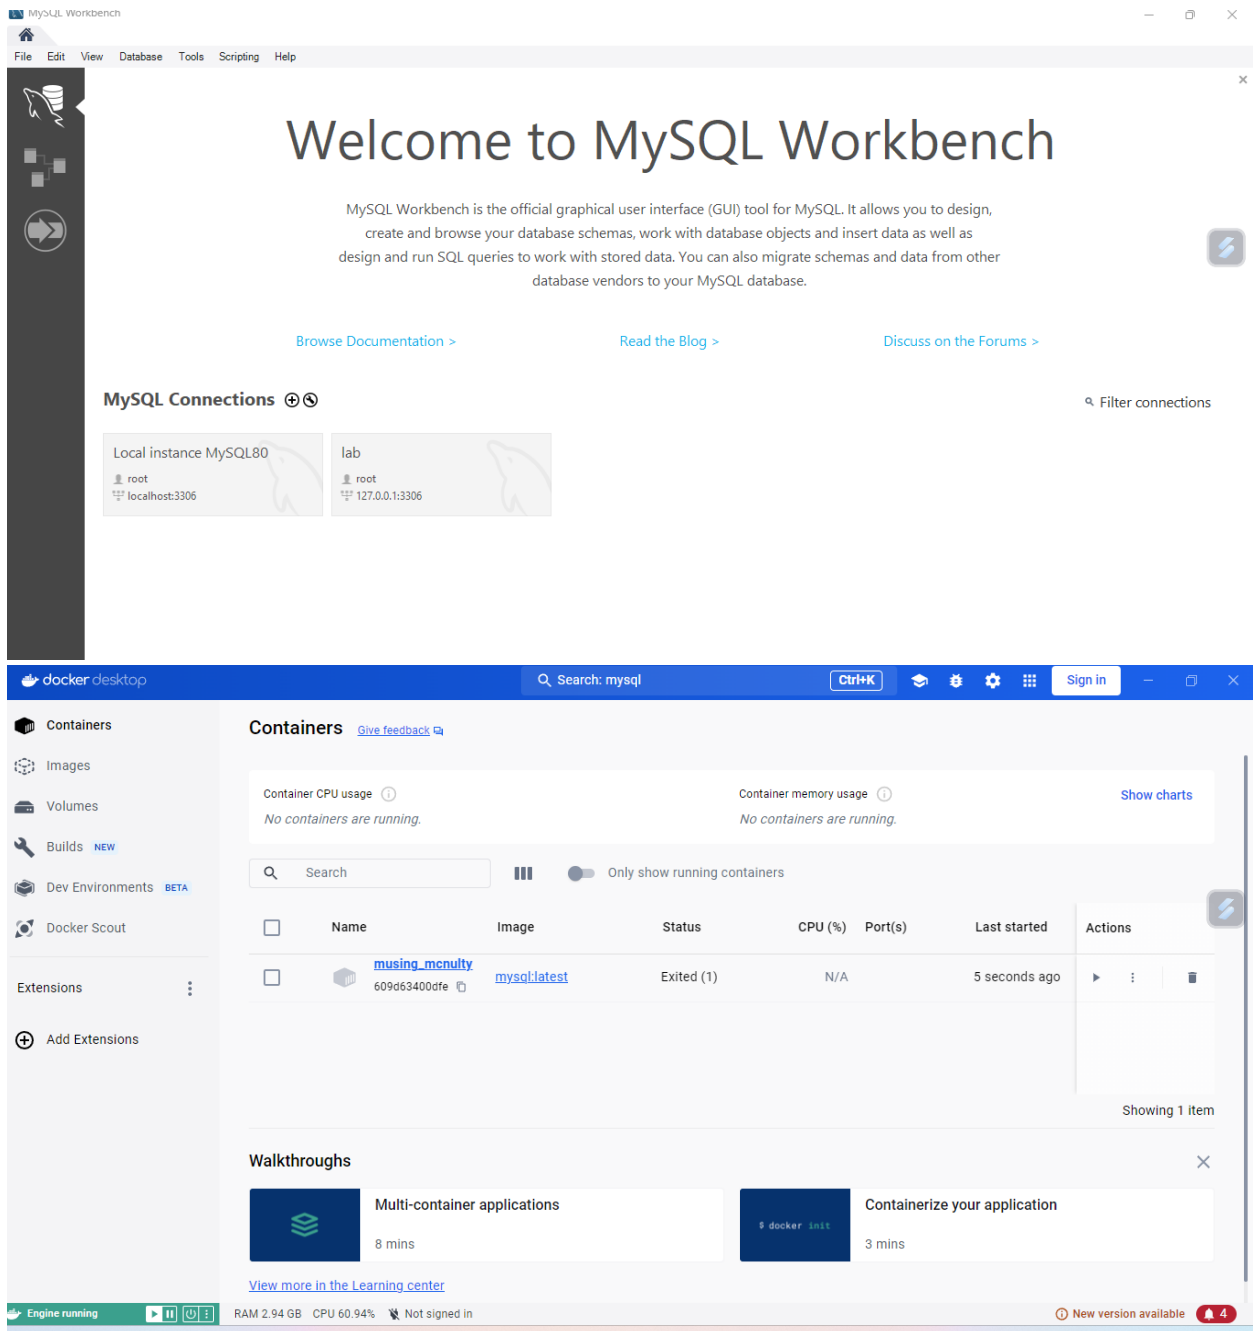 MySQL Workbench
File Edit View Database Tools Scripting Help
Welcome to MySQL Workbench
MySQL Workbench is the official graphical user interface (GUI) tool for MySQL. It allows you to design,
create and browse your database schemas, work with database objects and insert data as well as
design and run SQL queries to work with stored data. You can also migrate schemas and data from other
database vendors to your MySQL database.
Browse Documentation > Read the Blog > Discuss on the Forums >
MySQL Connections Filter connections
Local instance MySQL80 lab
root root
localhost:3306 127.0.0.1:3306
docker desktop Search: mysql Ctrl+K Sign in
Containers
Images
Volumes
Builds NEW
Dev Environments BETA
Docker Scout
Extensions
Add Extensions
Containers Give feedback
Container CPU usage Container memory usage Show charts
No containers are running. No containers are running.
Search Only show running containers
Name Image Status CPU (%) Port(s) Last started Actions
musing_mcnulty mysql:latest Exited (1) N/A 5 seconds ago
609d63400dfe
Showing 1 item
Walkthroughs
Multi-container applications
8 mins
$ docker init
Containerize your application
3 mins
View more in the Learning center
Engine running RAM 2.94 GB CPU 60.94% Not signed in New version available 4